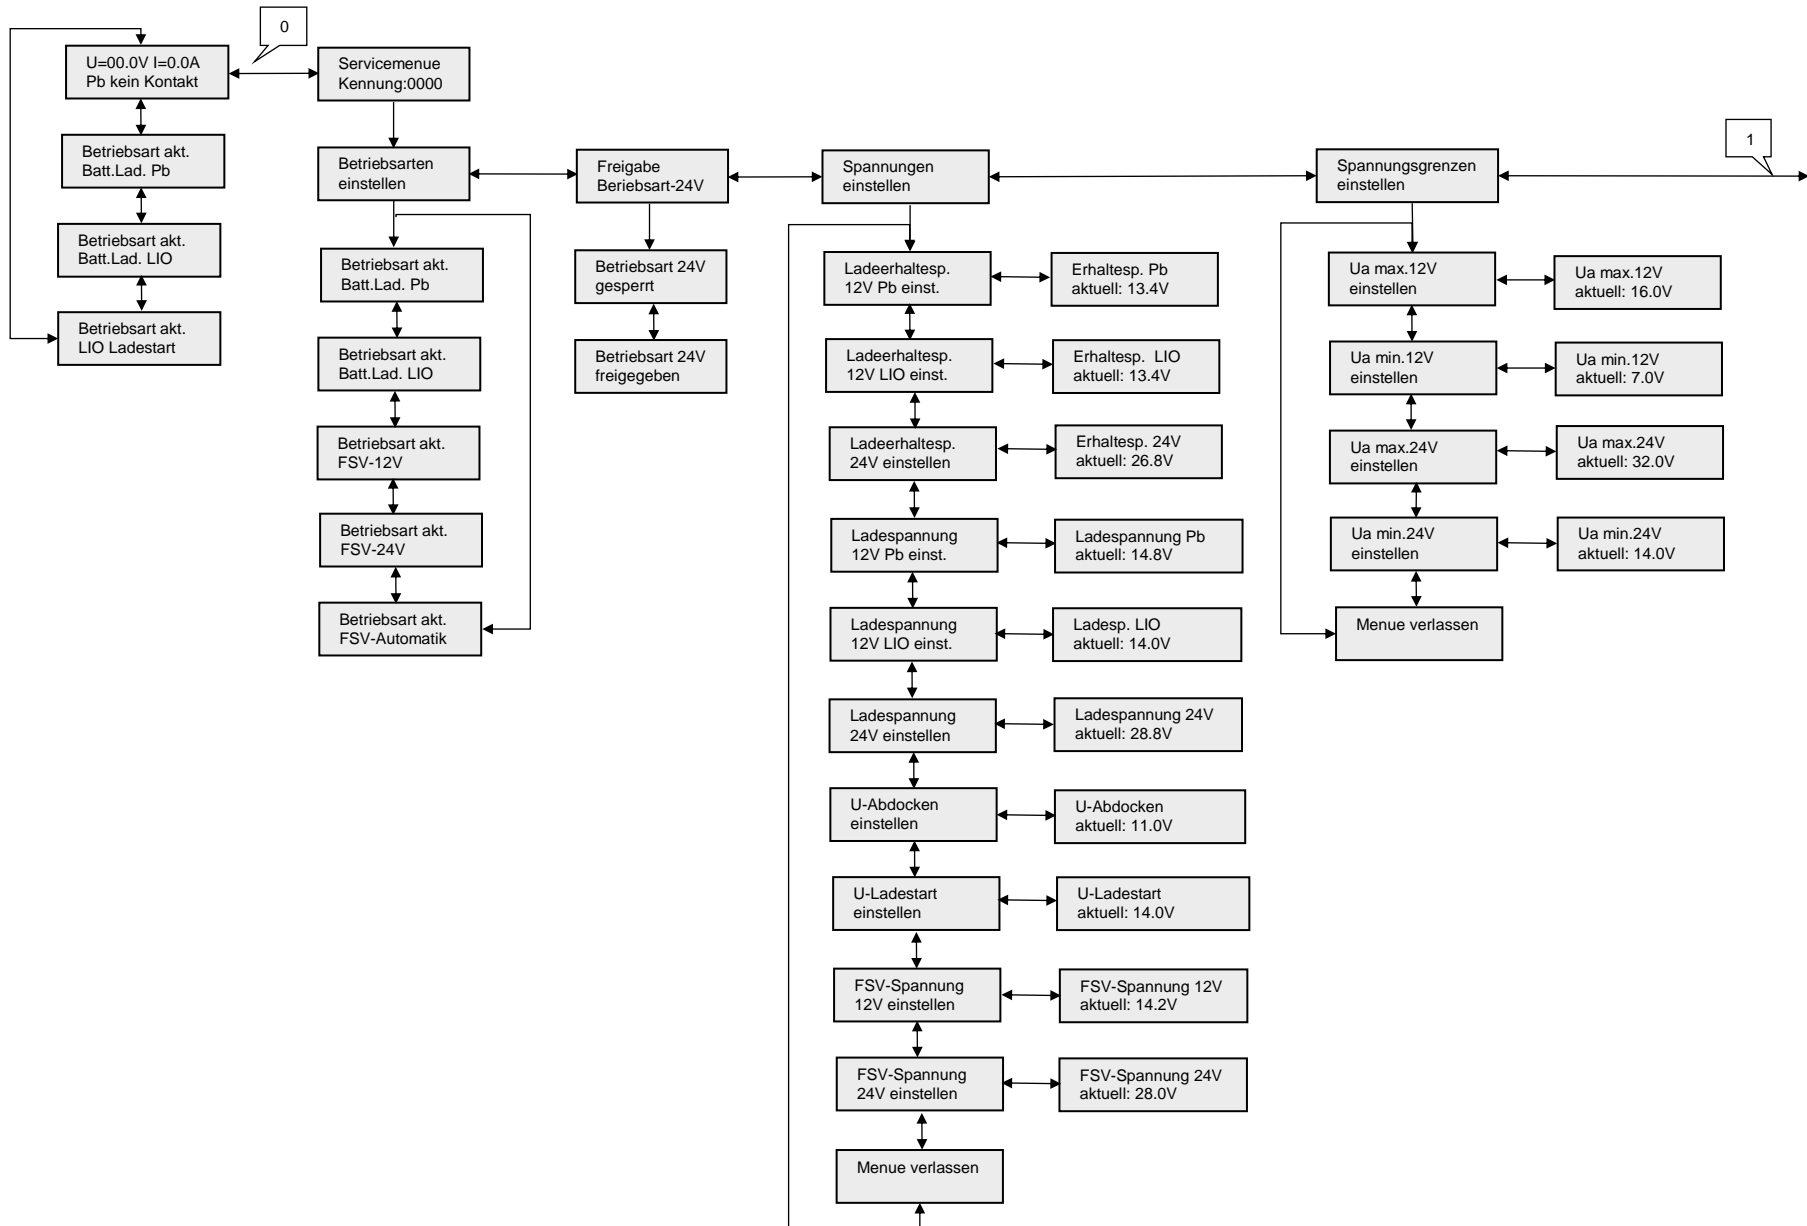 0
U=00.0V I=0.0A
Pb kein Kontakt
Betriebsart akt.
Batt.Lad. Pb
Betriebsart akt.
Batt.Lad. LIO
Betriebsart akt.
LIO Ladestart
Servicemenue
Kennung:0000
Betriebsarten
einstellen
Betriebsart akt.
Batt.Lad. Pb
Betriebsart akt.
Batt.Lad. LIO
Betriebsart akt.
FSV-12V
Betriebsart akt.
FSV-24V
Betriebsart akt.
FSV-Automatik
Freigabe
Beriebsart-24V
Betriebsart 24V
gesperrt
Betriebsart 24V
freigegeben
Spannungen
einstellen
Ladeerhaltesp.
12V Pb einst.
Erhaltesp. Pb
aktuell: 13.4V
Ladeerhaltesp.
12V LIO einst.
Erhaltesp.  LIO
aktuell: 13.4V
Ladeerhaltesp.
24V einstellen
Erhaltesp. 24V
aktuell: 26.8V
Ladespannung
12V Pb einst.
Ladespannung Pb
aktuell: 14.8V
Ladespannung
12V LIO einst.
Ladesp. LIO
aktuell: 14.0V
Ladespannung
24V einstellen
Ladespannung 24V
aktuell: 28.8V
U-Abdocken
einstellen
U-Abdocken
aktuell: 11.0V
U-Ladestart
einstellen
U-Ladestart
aktuell: 14.0V
FSV-Spannung
12V einstellen
FSV-Spannung 12V
aktuell: 14.2V
FSV-Spannung
24V einstellen
FSV-Spannung 24V
aktuell: 28.0V
Menue verlassen
Spannungsgrenzen
einstellen
1
Ua max.12V
einstellen
Ua max.12V
aktuell: 16.0V
Ua min.12V
einstellen
Ua min.12V
aktuell: 7.0V
Ua max.24V
einstellen
Ua max.24V
aktuell: 32.0V
Ua min.24V
einstellen
Ua min.24V
aktuell: 14.0V
Menue verlassen